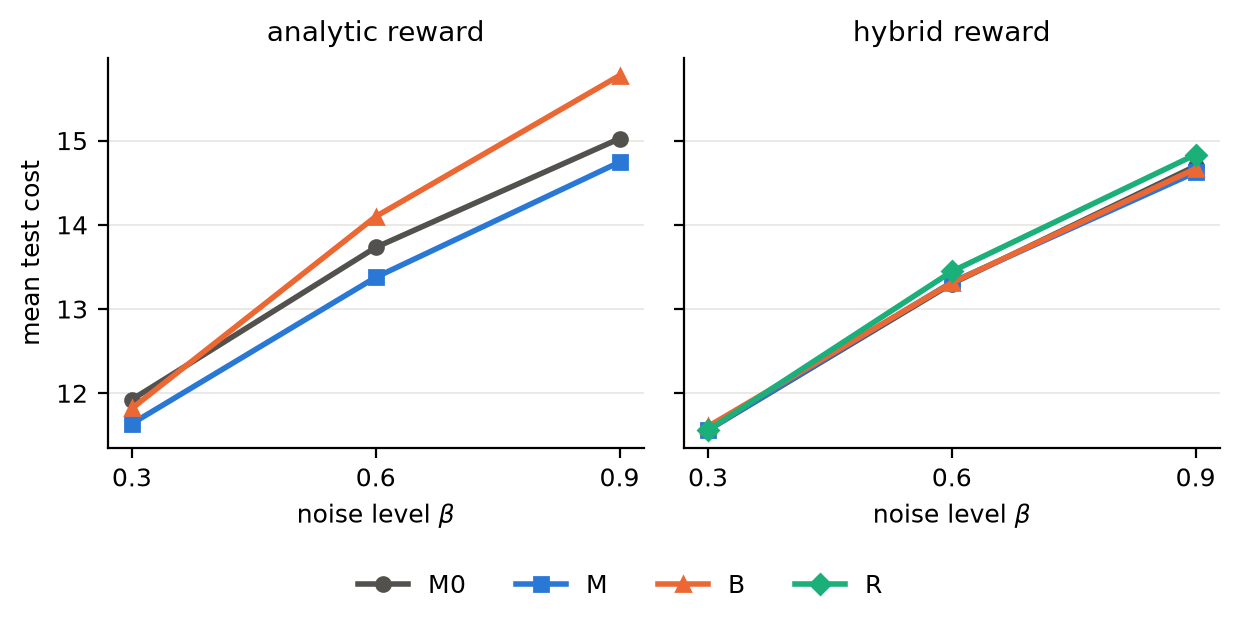 analytic reward
hybrid reward
mean test cost
15
14
13
12
0.3 0.6 0.9
0.3 0.6 0.9
noise level β
noise level β
M0 M B R